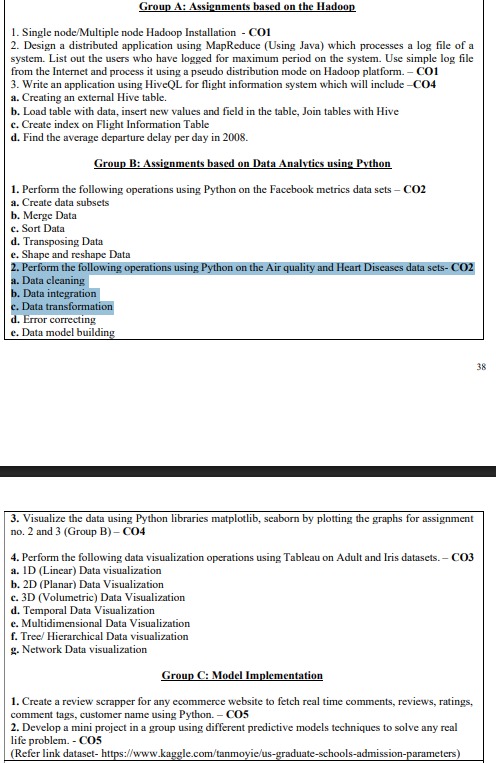 Group A: Assignments based on the Hadoop
1. Single node/Multiple node Hadoop Installation - CO1
2. Design a distributed application using MapReduce (Using Java) which processes a log file of a
system. List out the users who have logged for maximum period on the system. Use simple log file
from the Internet and process it using a pseudo distribution mode on Hadoop platform. – CO1
3. Write an application using HiveQL for flight information system which will include –CO4
a. Creating an external Hive table.
b. Load table with data, insert new values and field in the table, Join tables with Hive
c. Create index on Flight Information Table
d. Find the average departure delay per day in 2008.
Group B: Assignments based on Data Analytics using Python
1. Perform the following operations using Python on the Facebook metrics data sets – CO2
a. Create data subsets
b. Merge Data
c. Sort Data
d. Transposing Data
e. Shape and reshape Data
2. Perform the following operations using Python on the Air quality and Heart Diseases data sets- CO2
a. Data cleaning
b. Data integration
c. Data transformation
d. Error correcting
e. Data model building
38
3. Visualize the data using Python libraries matplotlib, seaborn by plotting the graphs for assignment
no. 2 and 3 (Group B) – CO4
4. Perform the following data visualization operations using Tableau on Adult and Iris datasets. – CO3
a. 1D (Linear) Data visualization
b. 2D (Planar) Data Visualization
c. 3D (Volumetric) Data Visualization
d. Temporal Data Visualization
e. Multidimensional Data Visualization
f. Tree/ Hierarchical Data visualization
g. Network Data visualization
Group C: Model Implementation
1. Create a review scrapper for any ecommerce website to fetch real time comments, reviews, ratings,
comment tags, customer name using Python. – CO5
2. Develop a mini project in a group using different predictive models techniques to solve any real
life problem. - CO5
(Refer link dataset- https://www.kaggle.com/tanmoyie/us-graduate-schools-admission-parameters)